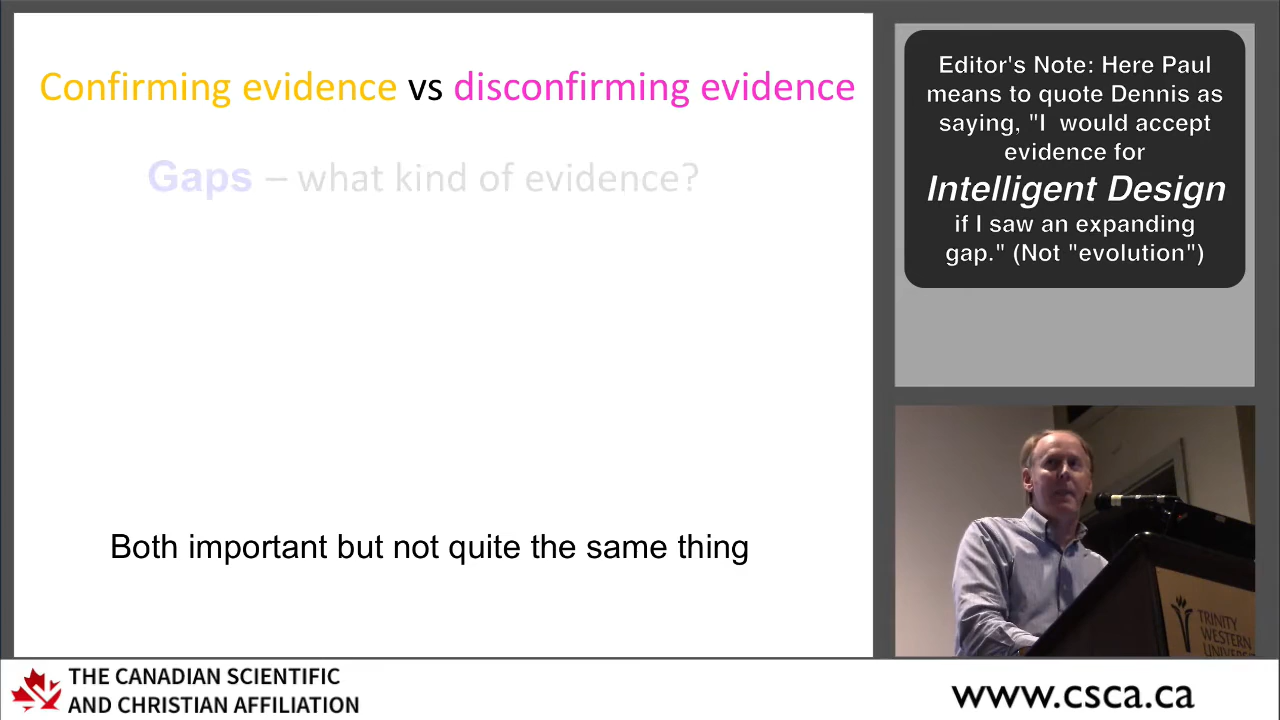 Confirming evidence vs disconfirming evidence
Gaps – what kind of evidence?
Both important but not quite the same thing
Editor's Note: Here Paul
means to quote Dennis as
saying, "I  would accept
evidence for
Intelligent Design
if I saw an expanding
gap." (Not "evolution")
TRINITY
WESTERN
THE CANADIAN SCIENTIFIC
AND CHRISTIAN AFFILIATION
www.csca.ca